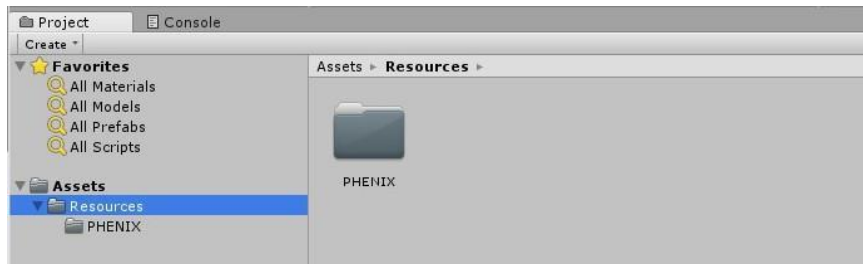 Project Console
Create
Favorites
All Materials
All Models
All Prefabs
All Scripts
Assets
Resources
PHENIX
Assets Resources
PHENIX